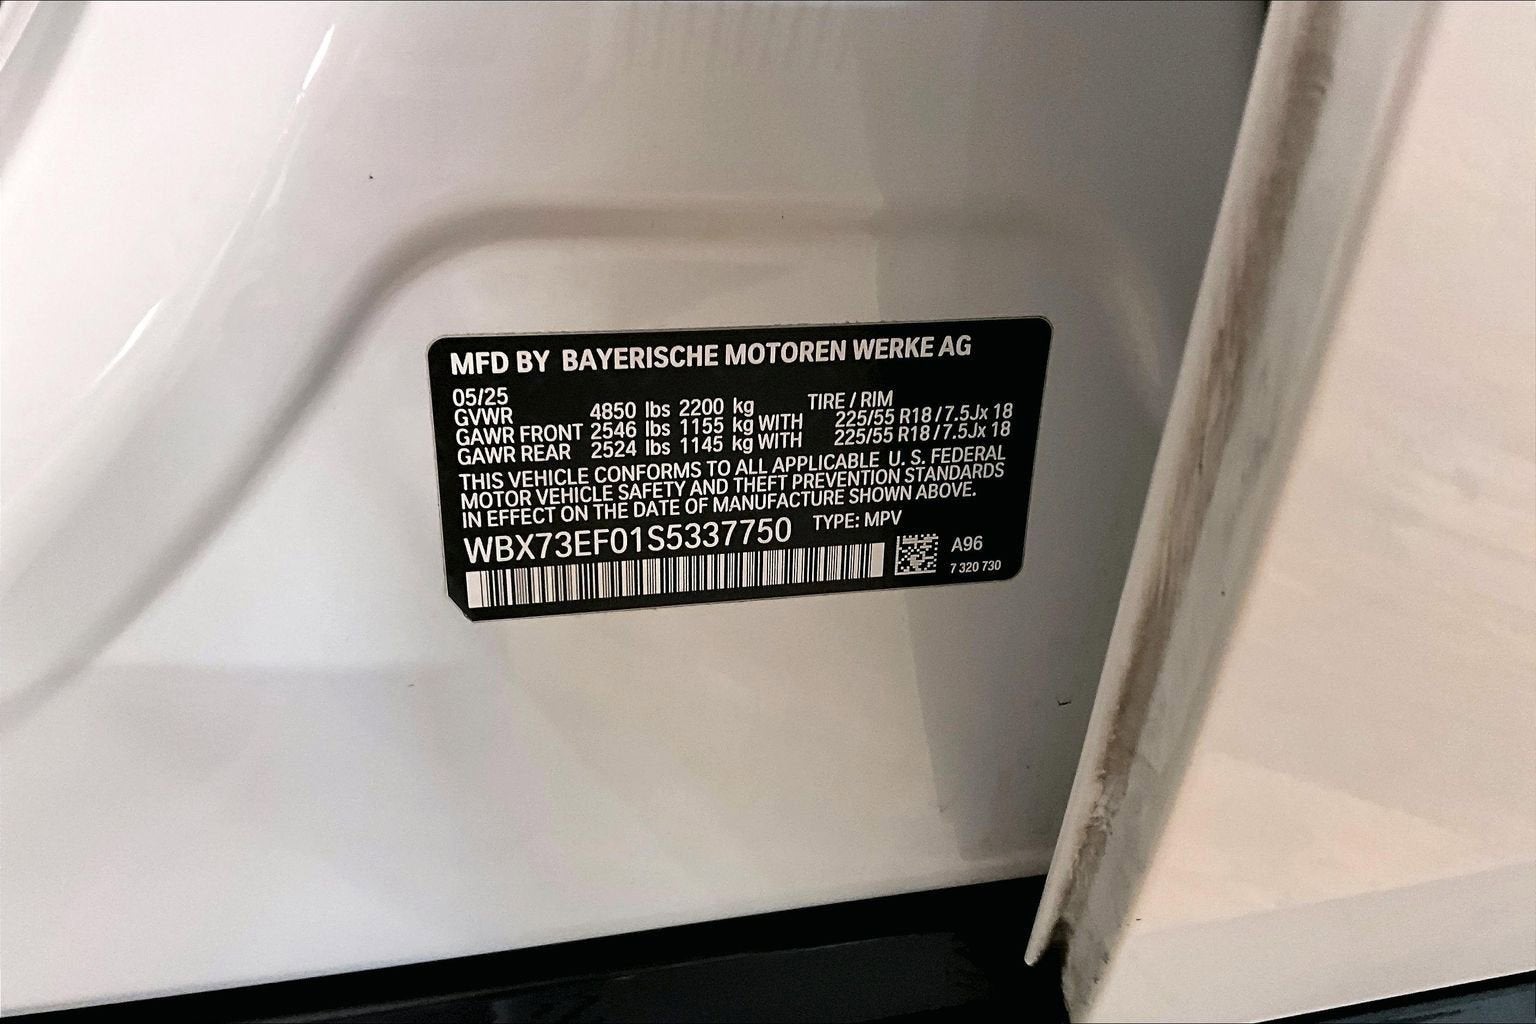 MFD BY BAYERISCHE MOTOREN WERKE AG
05/25 TIRE / RIM
GVWR 4850 lbs 2200 kg
GAWR FRONT 2546 lbs 1155 kg WITH 225/55 R18 / 7.5Jx 18
GAWR REAR 2524 lbs 1145 kg WITH 225/55 R18 / 7.5Jx 18
THIS VEHICLE CONFORMS TO ALL APPLICABLE U. S. FEDERAL
MOTOR VEHICLE SAFETY AND THEFT PREVENTION STANDARDS
IN EFFECT ON THE DATE OF MANUFACTURE SHOWN ABOVE.
WBX73EF01S5337750 TYPE: MPV
A96
7 320 730